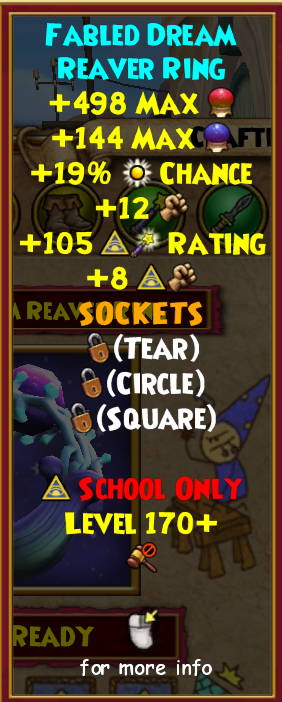 FABLED DREAM
REAVER RING
+498 MAX
+144 MAX
+19% CHANCE
+12
+105 RATING
+8
SOCKETS
(TEAR)
(CIRCLE)
(SQUARE)
SCHOOL ONLY
LEVEL 170+
READY
for more info